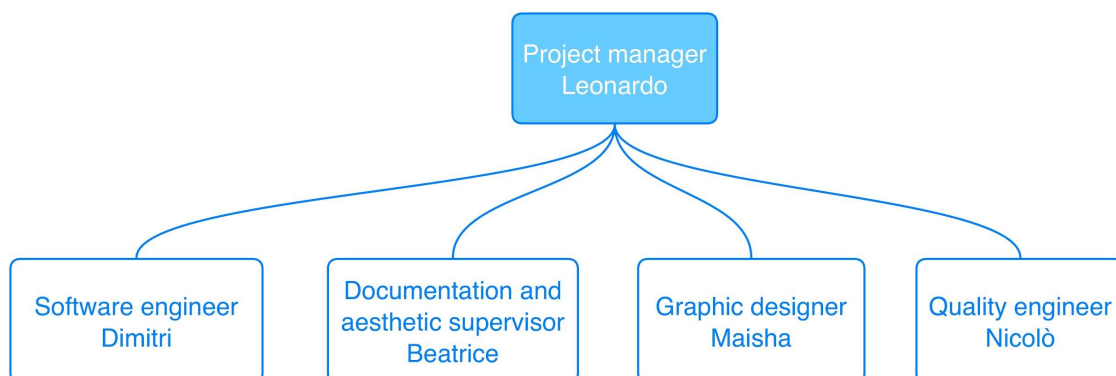 Project manager
Leonardo
Software engineer
Dimitri
Documentation and
aesthetic supervisor
Beatrice
Graphic designer
Maisha
Quality engineer
Nicolò